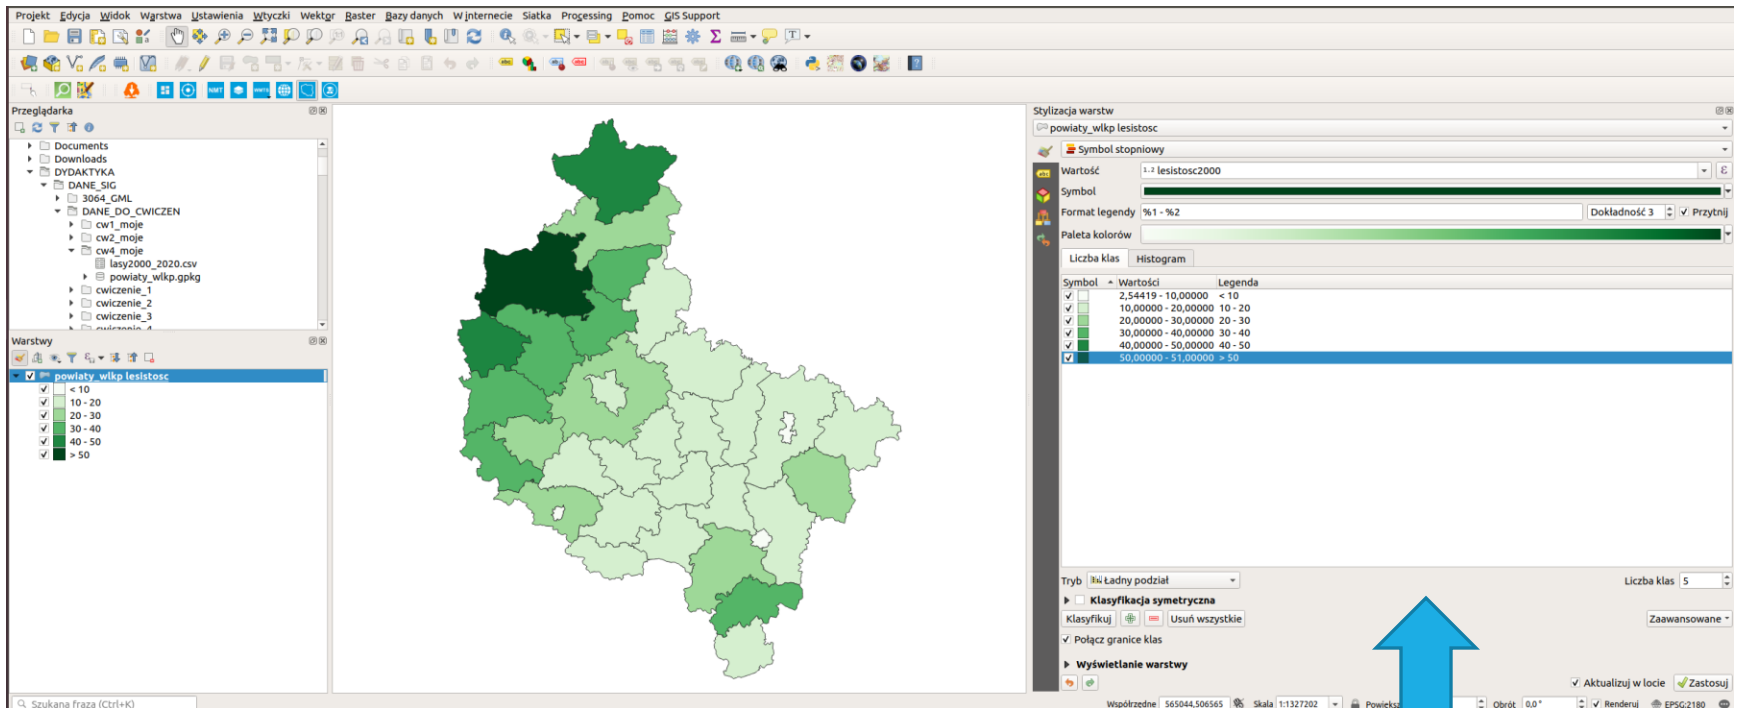 Projekt Edycja Widok Warstwa Ustawienia Wtyczki Wektor Raster Bazy danych W internecie Siatka Processing Pomoc GIS Support
Przeglądarka
Documents
Downloads
DYDAKTYKA
DANE_SIG
3064_GML
DANE_DO_CWICZEN
cw1_moje
cw2_moje
cw4_moje
lasy2000_2020.csv
powiaty_wlkp.gpkg
cwiczenie_1
cwiczenie_2
cwiczenie_3
Warstwy
powiaty_wlkp lesistosc
< 10
10 - 20
20 - 30
30 - 40
40 - 50
> 50
Szukana fraza (Ctrl+K)
Stylizacja warstw
powiaty_wlkp lesistosc
Symbol stopniowy
Wartość 1.2 lesistosc2000 ε
Symbol
Format legendy %1 - %2 Dokładność 3 Przytnij
Paleta kolorów
Liczba klas Histogram
Symbol Wartości Legenda
2,54419 - 10,00000 < 10
10,00000 - 20,00000 10 - 20
20,00000 - 30,00000 20 - 30
30,00000 - 40,00000 30 - 40
40,00000 - 50,00000 40 - 50
50,00000 - 51,00000 > 50
Tryb Ładny podział Liczba klas 5
Klasyfikacja symetryczna
Klasyfikuj Usuń wszystkie Zaawansowane
Połącz granice klas
Wyświetlanie warstwy
Aktualizuj w locie Zastosuj
Współrzędne 565044,506565 Skala 1:1327202 Obrót 0,0 ° Renderuj EPSG:2180